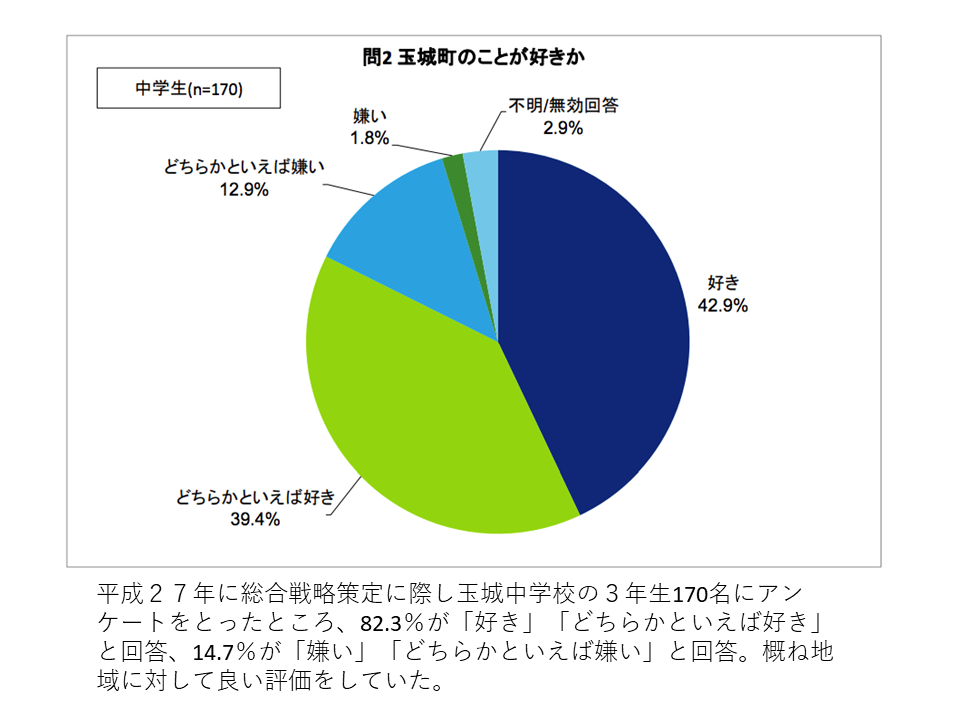 問2 玉城町のことが好きか
中学生(n=170)
不明/無効回答
2.9%
嫌い
1.8%
どちらかといえば嫌い
12.9%
好き
42.9%
どちらかといえば好き
39.4%
平成２７年に総合戦略策定に際し玉城中学校の３年生170名にアン
ケートをとったところ、82.3％が「好き」「どちらかといえば好き」
と回答、14.7％が「嫌い」「どちらかといえば嫌い」と回答。概ね地
域に対して良い評価をしていた。